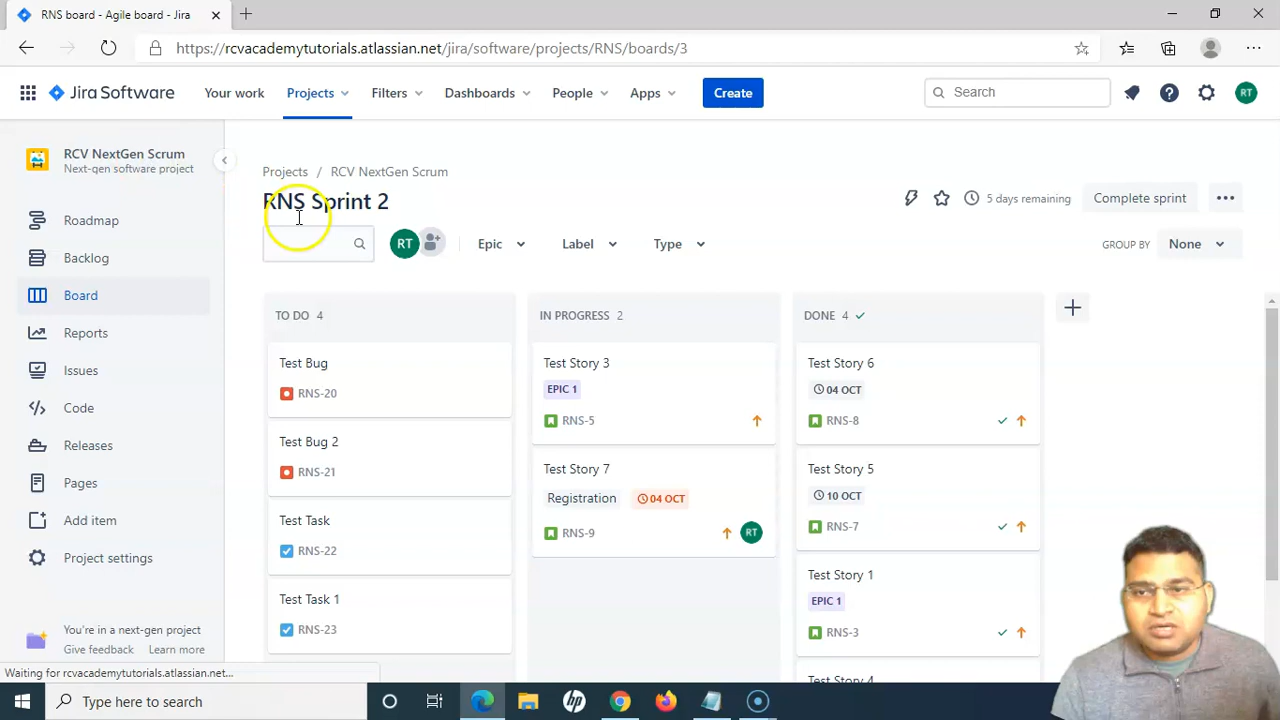 RNS board - Agile board - Jira
https://rcvacademytutorials.atlassian.net/jira/software/projects/RNS/boards/3
Jira Software
Your work
Projects
Filters
Dashboards
People
Apps
Create
Search
RT
RCV NextGen Scrum
Next-gen software project
Roadmap
Backlog
Board
Reports
Issues
Code
Releases
Pages
Add item
Project settings
You're in a next-gen project
Give feedback Learn more
Projects / RCV NextGen Scrum
RNS Sprint 2
5 days remaining
Complete sprint
RT
Epic
Label
Type
GROUP BY
None
TO DO 4
Test Bug
RNS-20
Test Bug 2
RNS-21
Test Task
RNS-22
Test Task 1
RNS-23
IN PROGRESS 2
Test Story 3
EPIC 1
RNS-5
Test Story 7
Registration 04 OCT
RNS-9
RT
DONE 4
Test Story 6
04 OCT
RNS-8
Test Story 5
10 OCT
RNS-7
Test Story 1
EPIC 1
RNS-3
Test Story 4
Waiting for rcvacademytutorials.atlassian.net...
Type here to search
hp